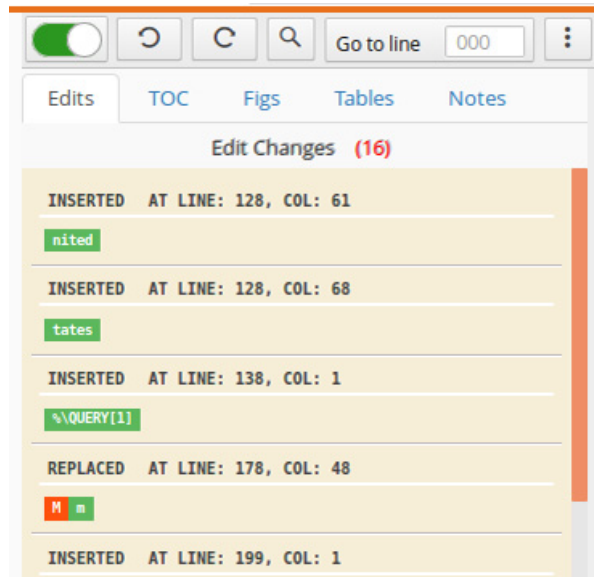 Go to line 000
Edits TOC Figs Tables Notes
Edit Changes (16)
INSERTED AT LINE: 128, COL: 61
nited
INSERTED AT LINE: 128, COL: 68
tates
INSERTED AT LINE: 138, COL: 1
%\QUERY[1]
REPLACED AT LINE: 178, COL: 48
M m
INSERTED AT LINE: 199, COL: 1